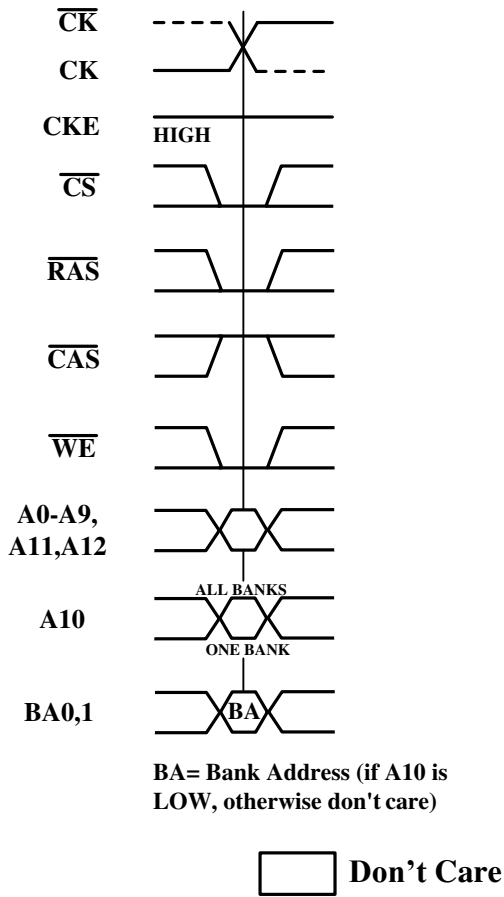 CK
CK
CKE
HIGH
CS
RAS
CAS
WE
A0-A9,
A11,A12
ALL BANKS
A10
ONE BANK
BA0,1
BA
BA= Bank Address (if A10 is
LOW, otherwise don't care)
Don’t Care